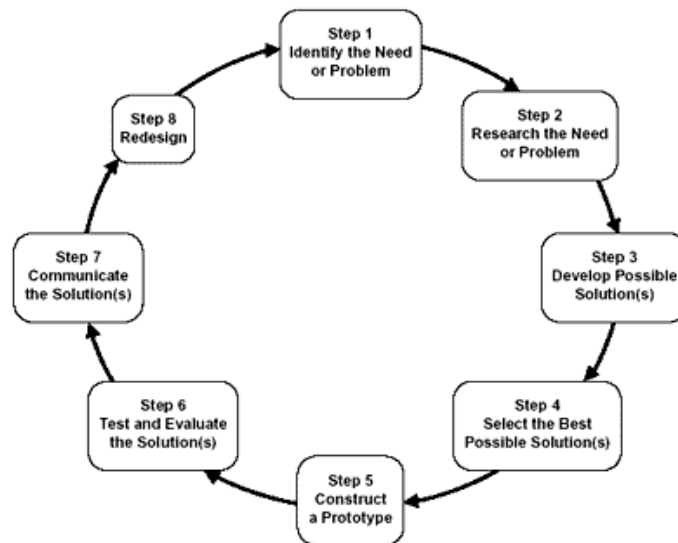 Step 1
Identify the Need
or Problem
Step 2
Research the Need
or Problem
Step 3
Develop Possible
Solution(s)
Step 4
Select the Best
Possible Solution(s)
Step 5
Construct
a Prototype
Step 6
Test and Evaluate
the Solution(s)
Step 7
Communicate
the Solution(s)
Step 8
Redesign